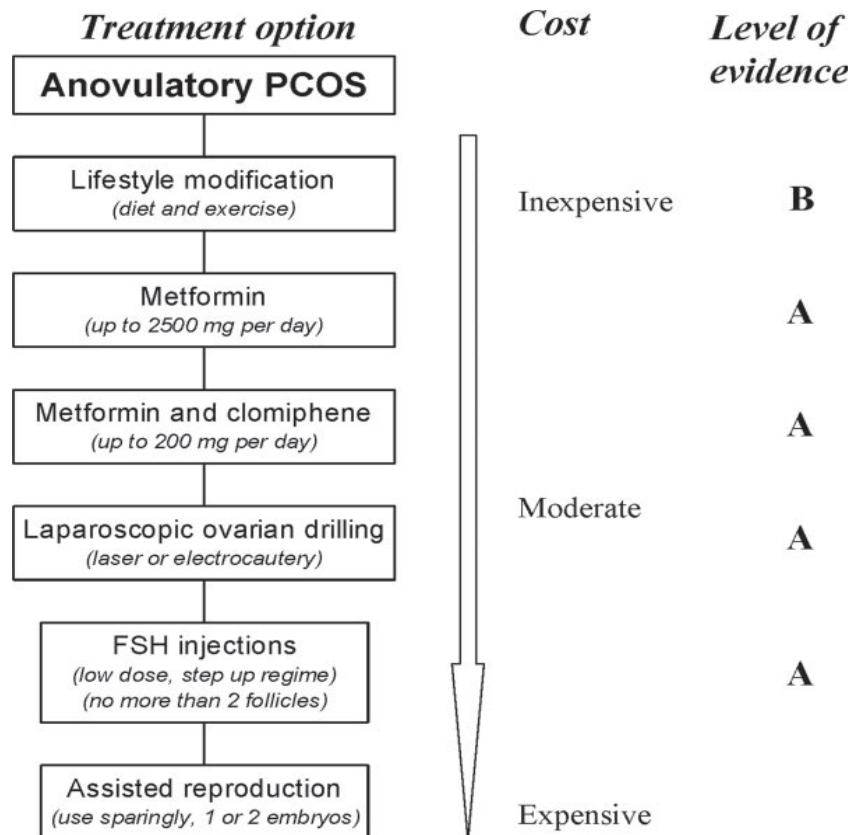 Treatment option
Cost
Level of
evidence
Anovulatory PCOS
Lifestyle modification
(diet and exercise)
Inexpensive
B
Metformin
(up to 2500 mg per day)
A
Metformin and clomiphene
(up to 200 mg per day)
A
Moderate
Laparoscopic ovarian drilling
(laser or electrocautery)
A
FSH injections
(low dose, step up regime)
(no more than 2 follicles)
A
Assisted reproduction
(use sparingly, 1 or 2 embryos)
Expensive